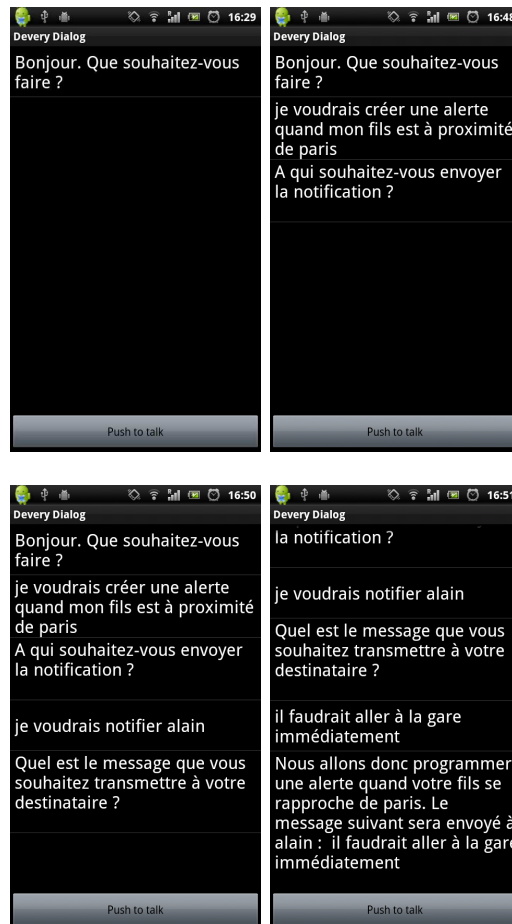 16:29
Devery Dialog
Bonjour. Que souhaitez-vous
faire ?
Push to talk
16:48
Devery Dialog
Bonjour. Que souhaitez-vous
faire ?
je voudrais créer une alerte
quand mon fils est à proximité
de paris
A qui souhaitez-vous envoyer
la notification ?
Push to talk
16:50
Devery Dialog
Bonjour. Que souhaitez-vous
faire ?
je voudrais créer une alerte
quand mon fils est à proximité
de paris
A qui souhaitez-vous envoyer
la notification ?
je voudrais notifier alain
Quel est le message que vous
souhaitez transmettre à votre
destinataire ?
Push to talk
16:51
Devery Dialog
la notification ?
je voudrais notifier alain
Quel est le message que vous
souhaitez transmettre à votre
destinataire ?
il faudrait aller à la gare
immédiatement
Nous allons donc programmer
une alerte quand votre fils se
rapproche de paris. Le
message suivant sera envoyé à
alain :  il faudrait aller à la gare
immédiatement
Push to talk